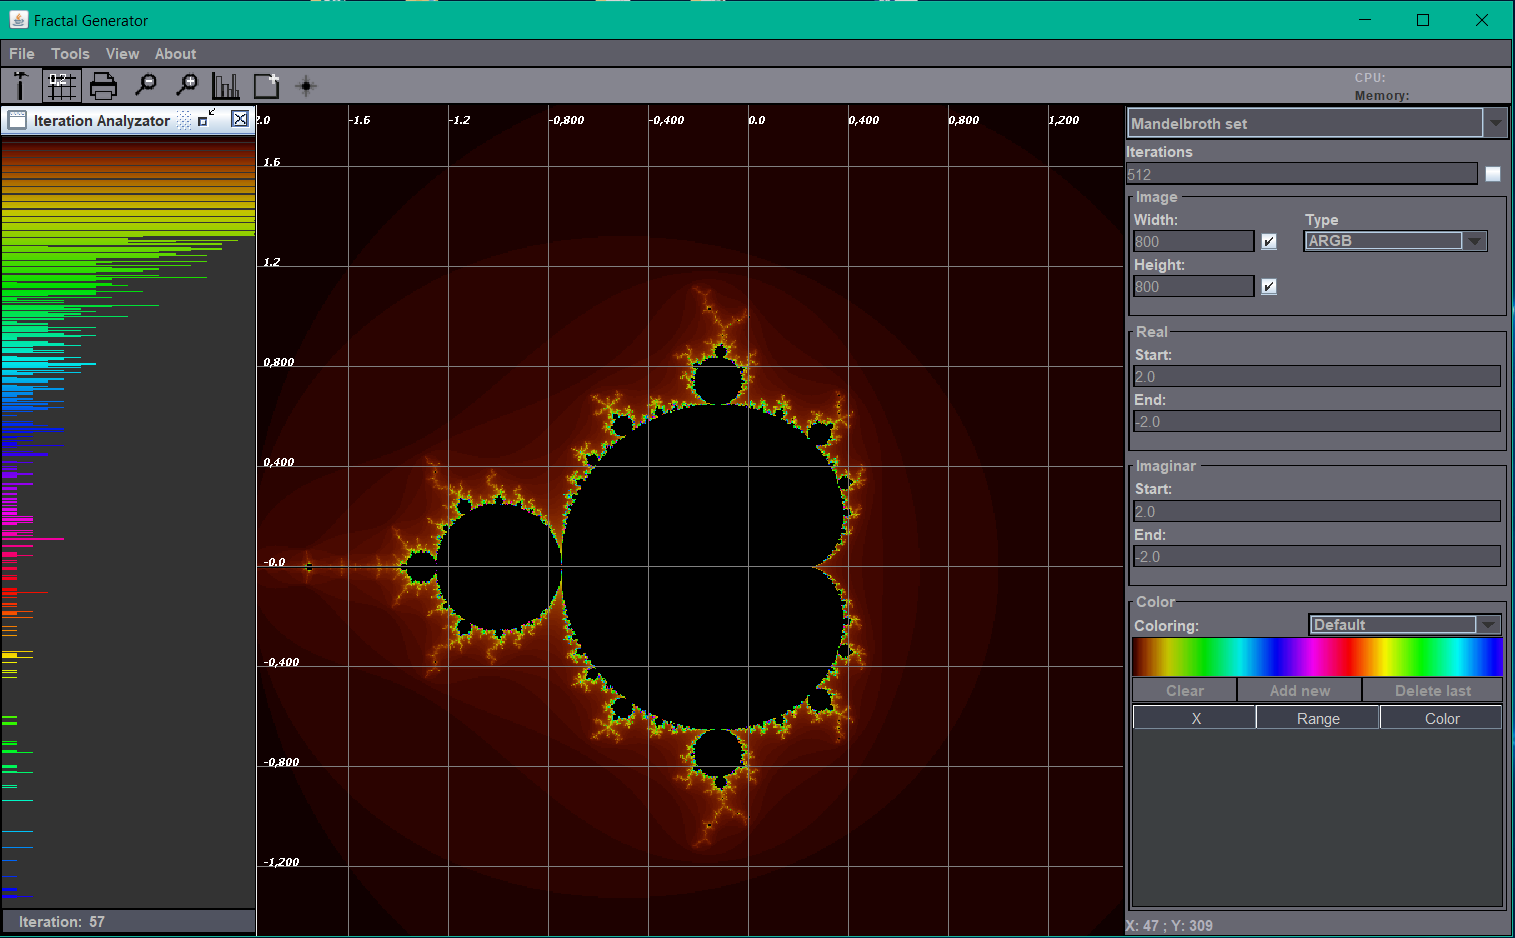 Fractal Generator
File Tools View About
0,2
CPU:
Memory:
Iteration Analyzator
2.0 -1.6 -1.2 -0,800 -0,400 0.0 0,400 0,800 1,200
1.6
1.2
0,800
0,400
-0.0
-0,400
-0,800
-1,200
Iteration: 57
Mandelbroth set
Iterations
512
Image
Width: Type
800 ARGB
Height:
800
Real
Start:
2.0
End:
-2.0
Imaginar
Start:
2.0
End:
-2.0
Color
Coloring: Default
Clear Add new Delete last
X Range Color
X: 47 ; Y: 309